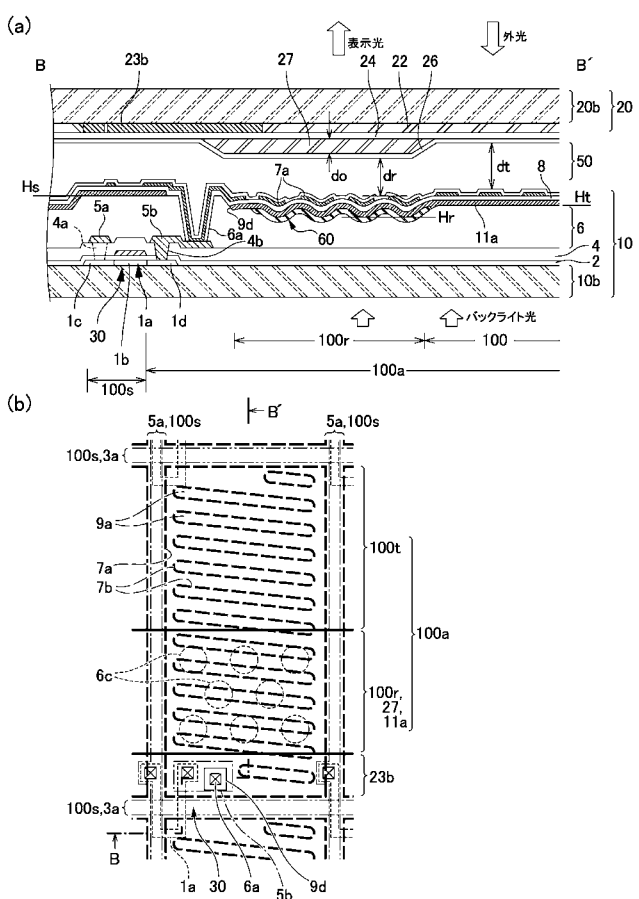 (a)
表示光
外光
B
23b
27
24
22
26
B´
20b
20
50
Hs
5a
5b
7a
do
dr
dt
8
4a
Ht
6
10
9d
6a
60
Hr
11a
4b
4
2
10b
1c
30
1a
1d
1b
バックライト光
100r
100
100s
100a
(b)
B´
5a,100s
5a,100s
100s,3a
9a
7a
7b
100t
100a
6c
100r,
27,
11a
23b
100s,3a
B
1a
30
6a
5b
9d